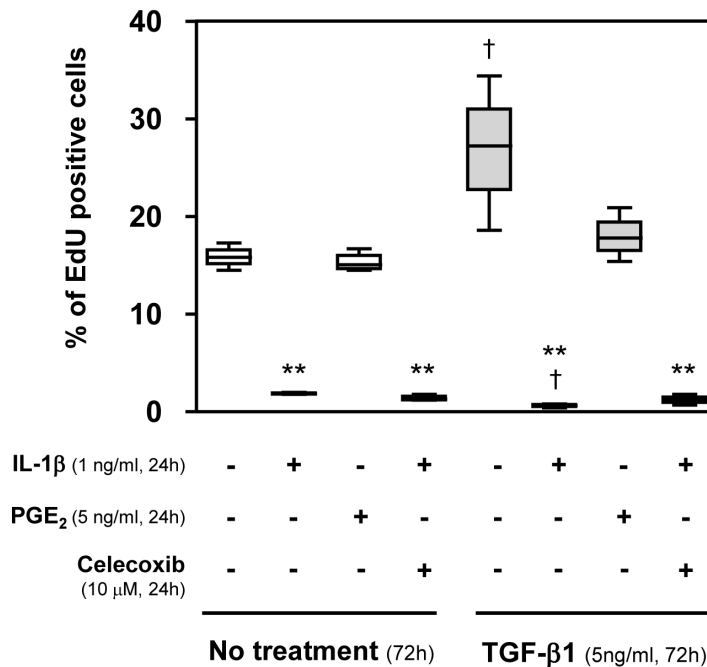 40
30
20
10
0
% of EdU positive cells
†
** ** ** **
†
IL-1β (1 ng/ml, 24h) - + - + - + - +
PGE₂ (5 ng/ml, 24h) - - + - - - + -
Celecoxib - - - + - - - +
(10 μM, 24h)
No treatment (72h) TGF-β1 (5ng/ml, 72h)